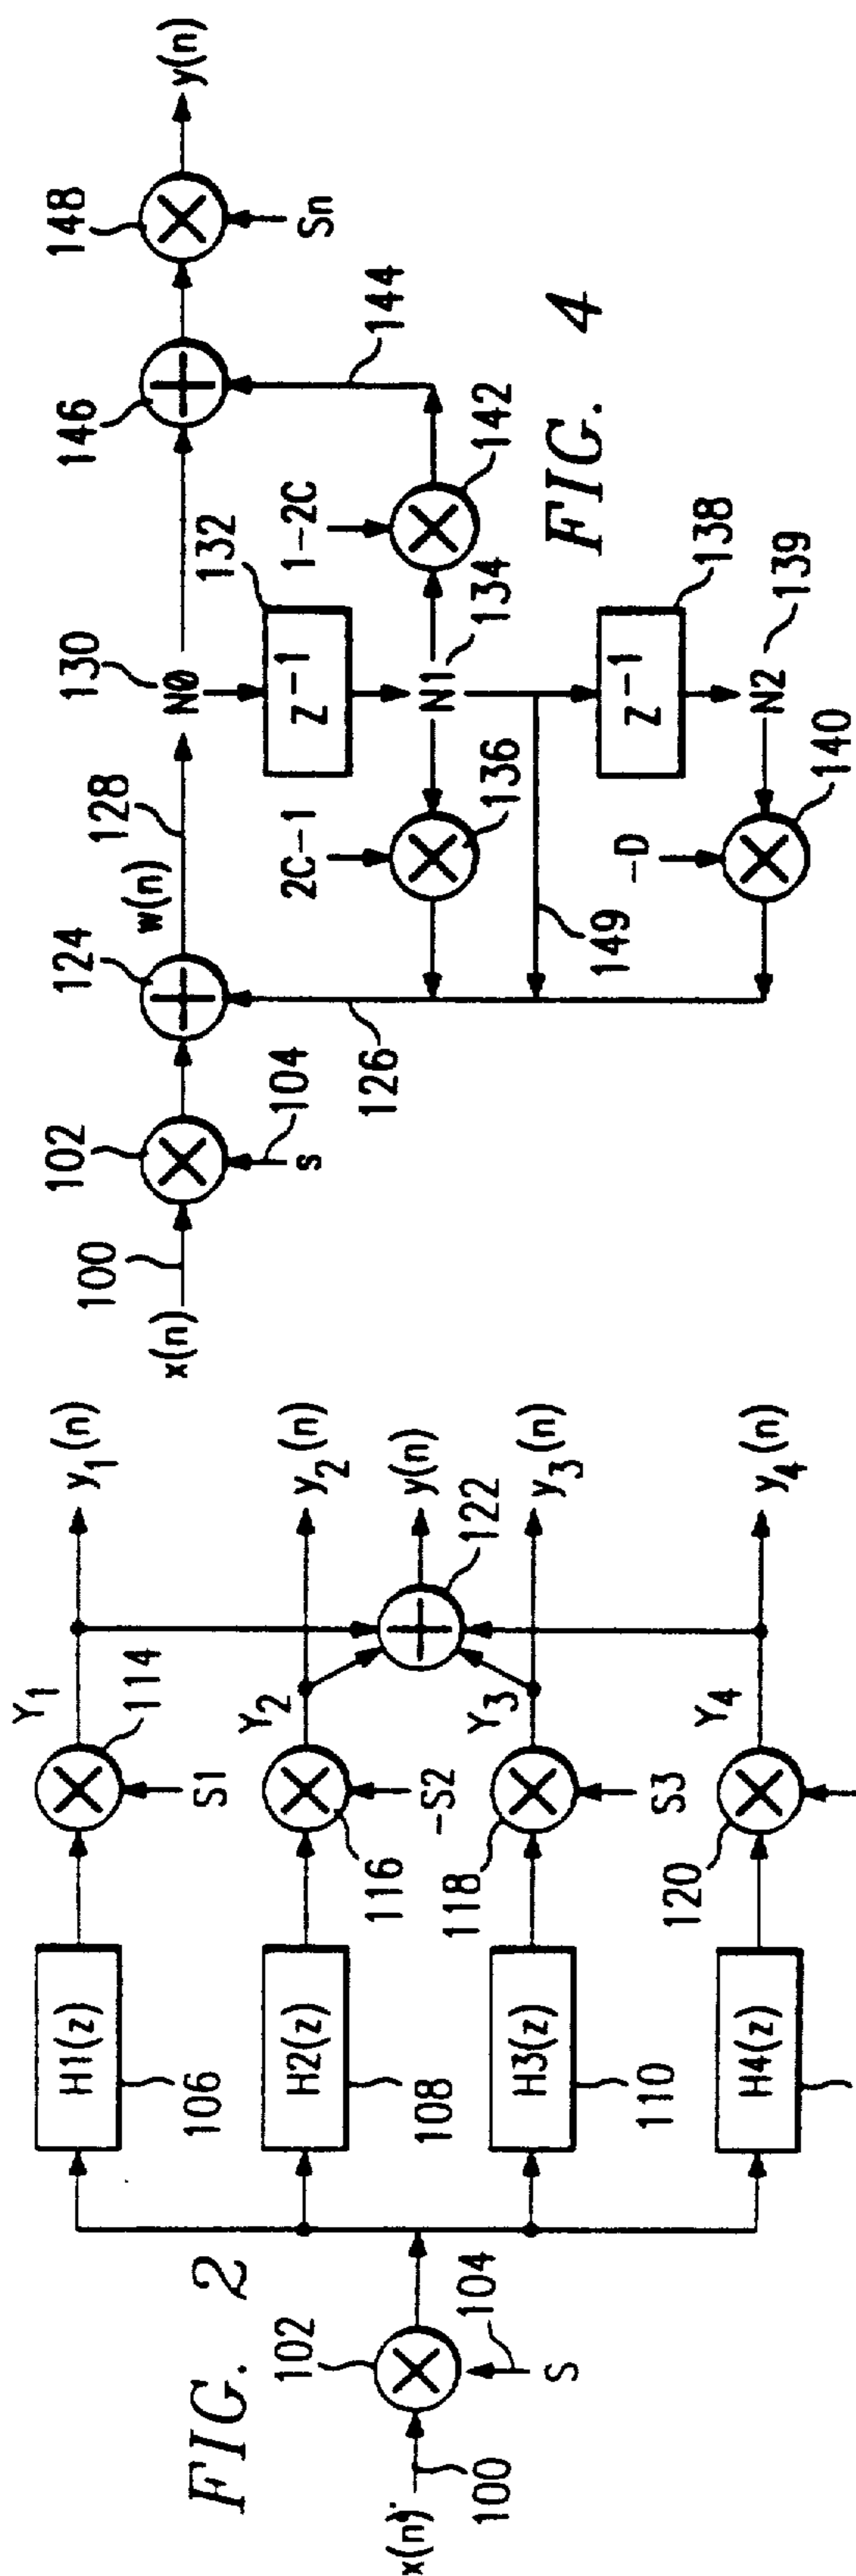 FIG. 2
x(n)
100
102
104
S
H1(z)
106
H2(z)
108
H3(z)
110
H4(z)
S1
114
Y1
y1(n)
-S2
116
Y2
y2(n)
y(n)
122
S3
118
Y3
y3(n)
120
Y4
y4(n)
FIG. 4
x(n)
100
102
104
s
124
126
w(n)
128
130
N0
132
z-1
2C-1
136
N1
134
1-2C
142
144
146
148
Sn
y(n)
149
z-1
138
-D
140
N2
139